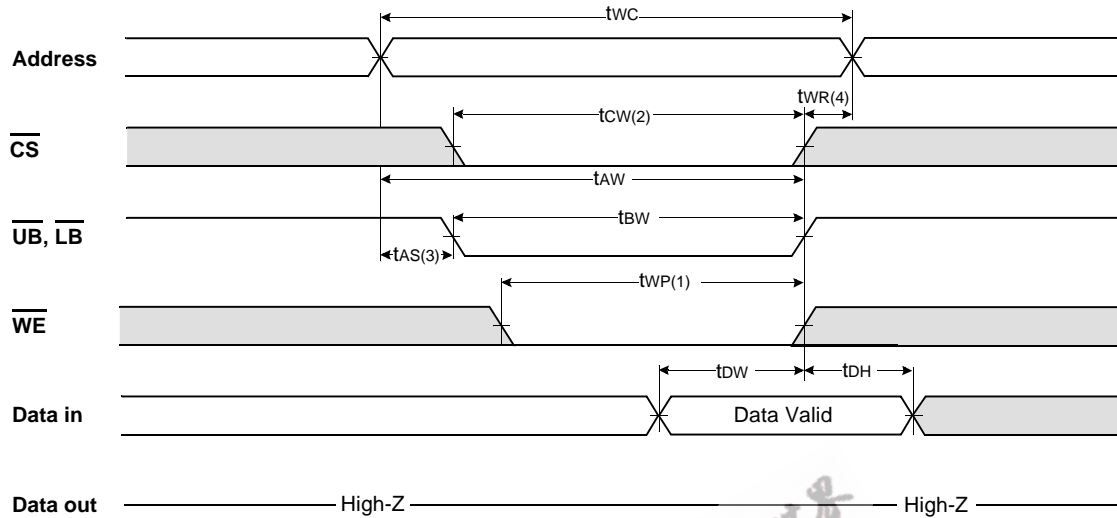 tWC
Address
tWR(4)
tCW(2)
CS
tAW
UB, LB
tBW
tAS(3)
tWP(1)
WE
tDW
tDH
Data in
Data Valid
Data out
High-Z
High-Z